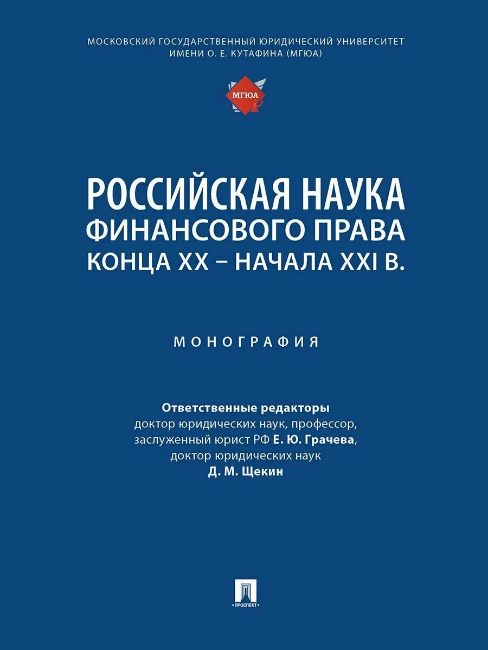 МОСКОВСКИЙ ГОСУДАРСТВЕННЫЙ ЮРИДИЧЕСКИЙ УНИВЕРСИТЕТ
ИМЕНИ О. Е. КУТАФИНА (МГЮА)
МГЮА
РОССИЙСКАЯ НАУКА
ФИНАНСОВОГО ПРАВА
КОНЦА XX – НАЧАЛА XXI В.
МОНОГРАФИЯ
Ответственные редакторы
доктор юридических наук, профессор,
заслуженный юрист РФ Е. Ю. Грачева,
доктор юридических наук
Д. М. Щекин
ПРОСПЕКТ